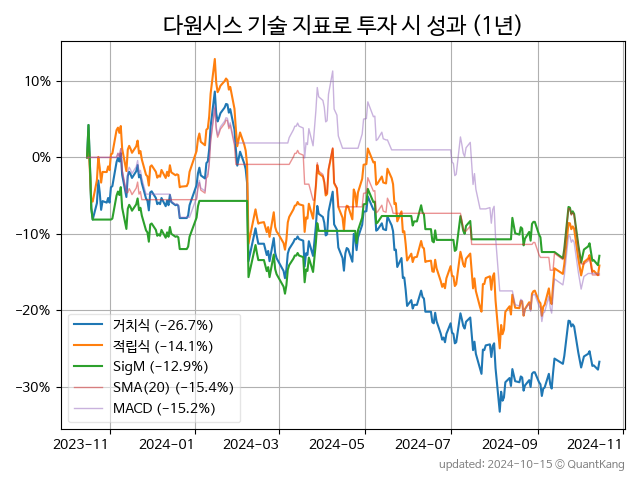 다원시스 기술 지표로 투자 시 성과 (1년)
10%
0%
−10%
−20%
−30%
거치식 (−26.7%)
적립식 (−14.1%)
SigM (−12.9%)
SMA(20) (−15.4%)
MACD (−15.2%)
2023-11 2024-01 2024-03 2024-05 2024-07 2024-09 2024-11
updated: 2024-10-15 © QuantKang